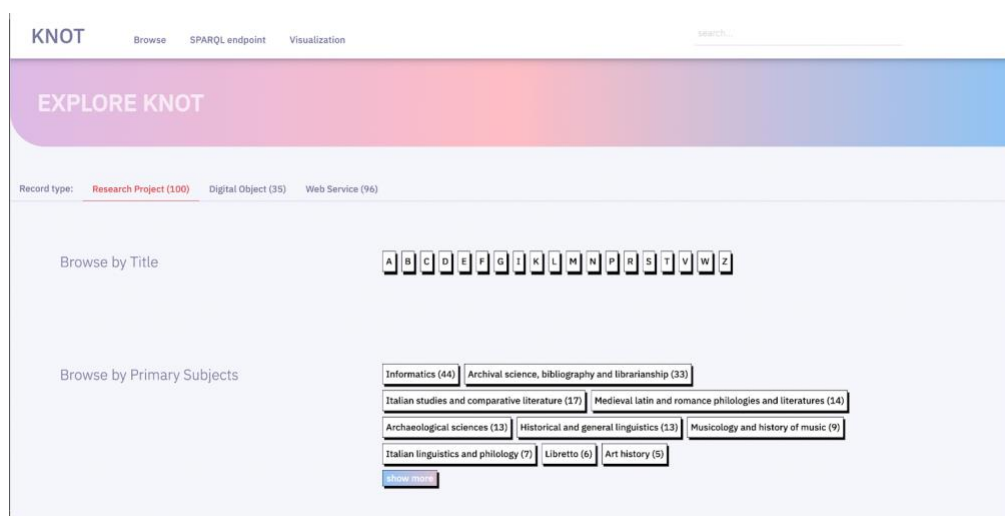 KNOT Browse SPARQL endpoint Visualization search...
EXPLORE KNOT
Record type: Research Project (100) Digital Object (35) Web Service (96)
Browse by Title A B C D E F G I K L M N P R S T V W Z
Browse by Primary Subjects Informatics (44) Archival science, bibliography and librarianship (33)
Italian studies and comparative literature (17) Medieval latin and romance philologies and literatures (14)
Archaeological sciences (13) Historical and general linguistics (13) Musicology and history of music (9)
Italian linguistics and philology (7) Libretto (6) Art history (5)
show more